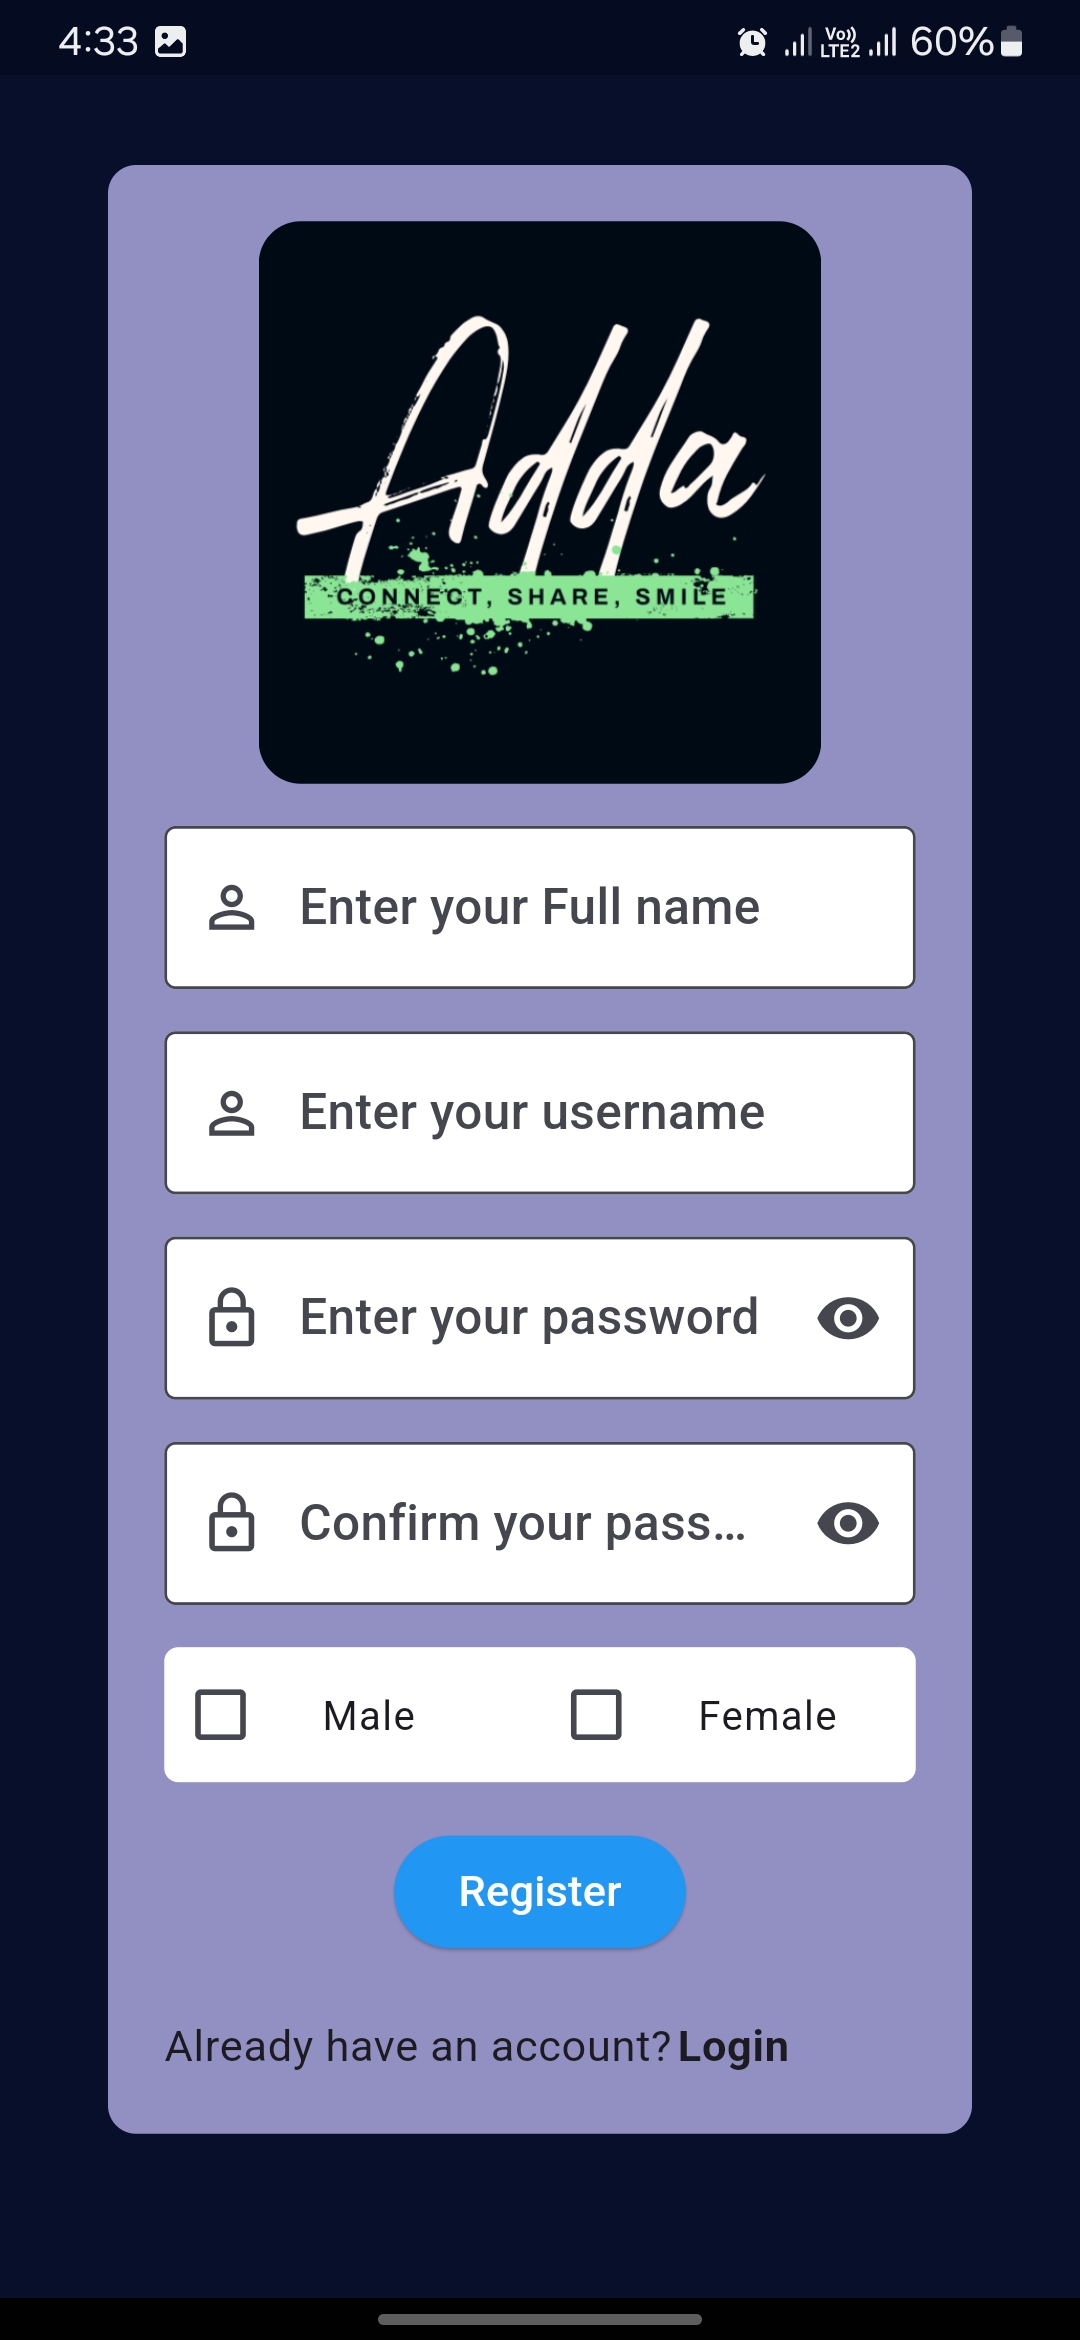 4:33 Vo)) LTE2 60%
Adda
CONNECT, SHARE, SMILE
Enter your Full name
Enter your username
Enter your password
Confirm your pass...
Male Female
Register
Already have an account? Login